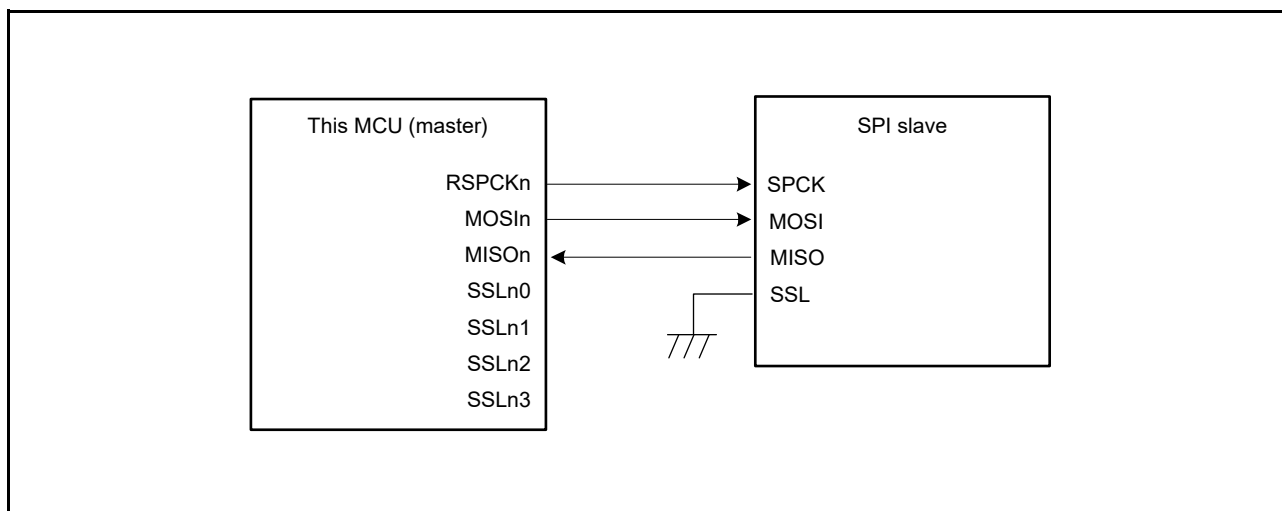 This MCU (master)
RSPCKn
MOSIn
MISOn
SSLn0
SSLn1
SSLn2
SSLn3
SPI slave
SPCK
MOSI
MISO
SSL